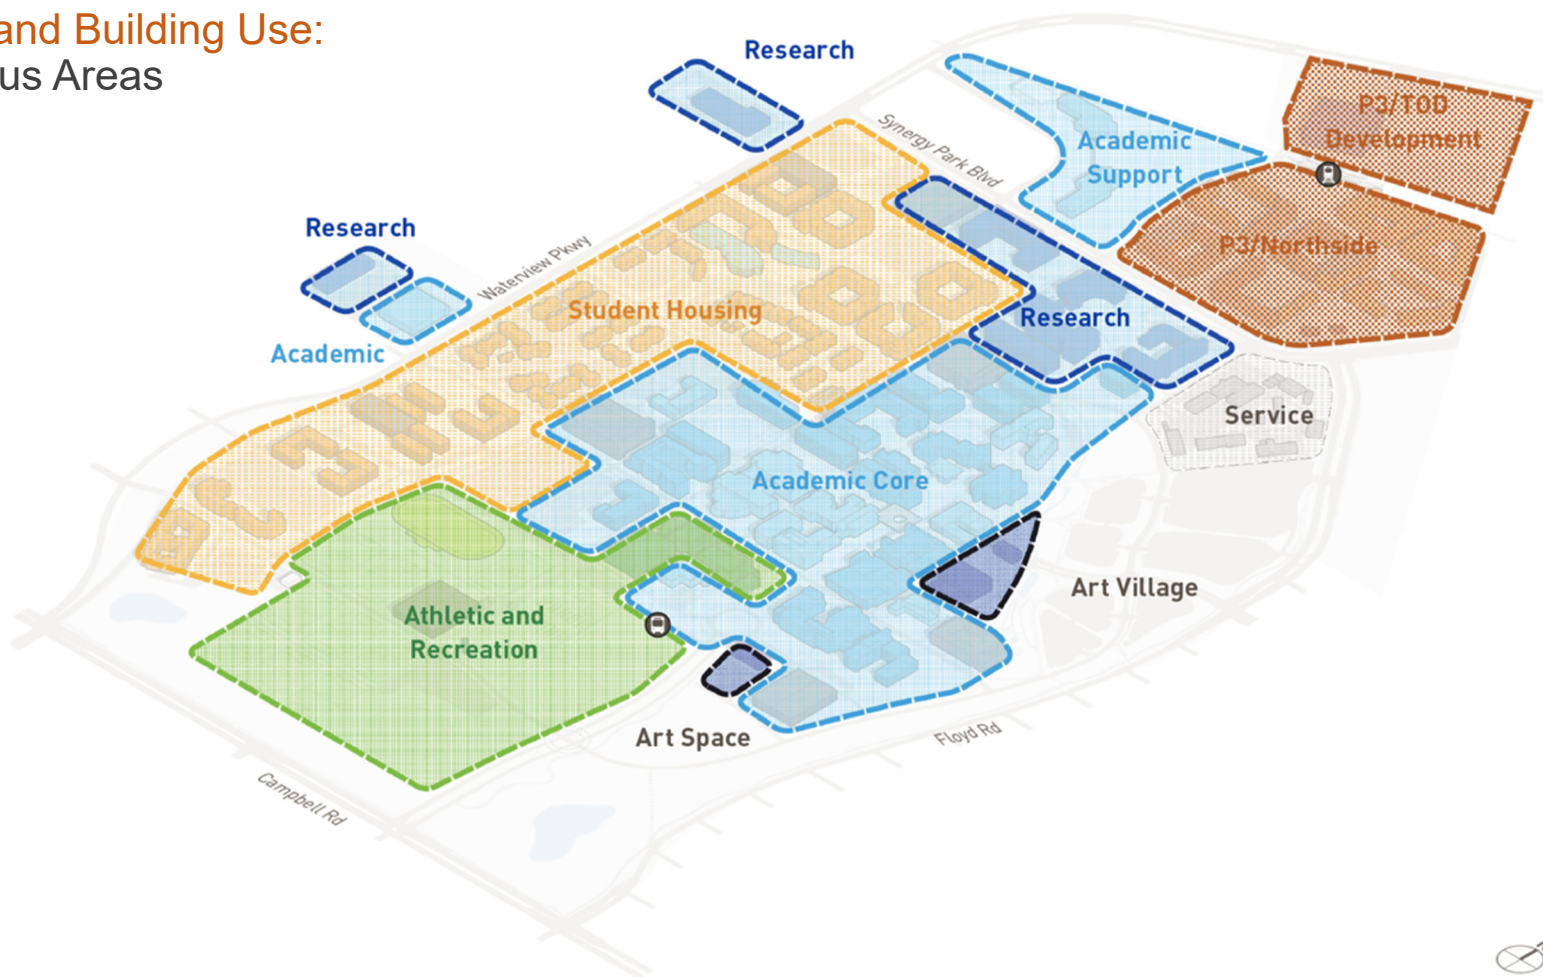 and Building Use:
us Areas
Research
Synergy Park Blvd
P3/TOD
Development
Academic
Support
Research
Waterview Pkwy
P3/Northside
Student Housing
Research
Academic
Service
Academic Core
Art Village
Athletic and
Recreation
Art Space
Floyd Rd
Campbell Rd